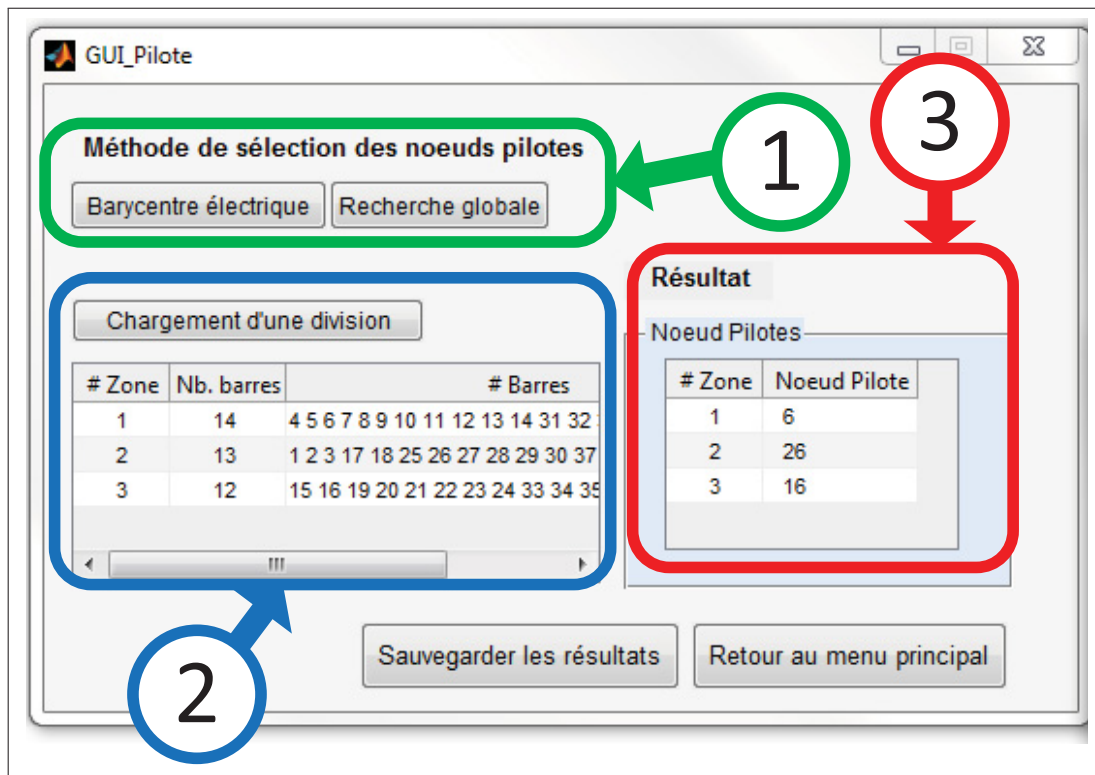 GUI_Pilote
3
1
Méthode de sélection des noeuds pilotes
Barycentre électrique Recherche globale
Chargement d'une division
# Zone Nb. barres # Barres
1 14 4 5 6 7 8 9 10 11 12 13 14 31 32
2 13 1 2 3 17 18 25 26 27 28 29 30 37
3 12 15 16 19 20 21 22 23 24 33 34 35
Résultat
Noeud Pilotes
# Zone Noeud Pilote
1 6
2 26
3 16
2
Sauvegarder les résultats Retour au menu principal